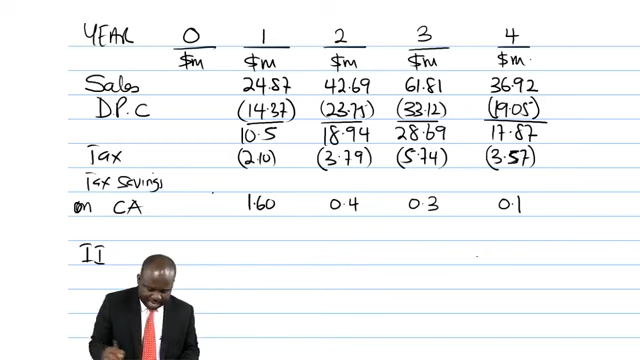 YEAR 0 1 2 3 4
$m $m $m $m $m
Sales 24.87 42.69 61.81 36.92
D.P.C (14.37) (23.75) (33.12) (19.05)
10.5 18.94 28.69 17.87
Tax (2.10) (3.79) (5.74) (3.57)
Tax savings
on CA 1.60 0.4 0.3 0.1
II